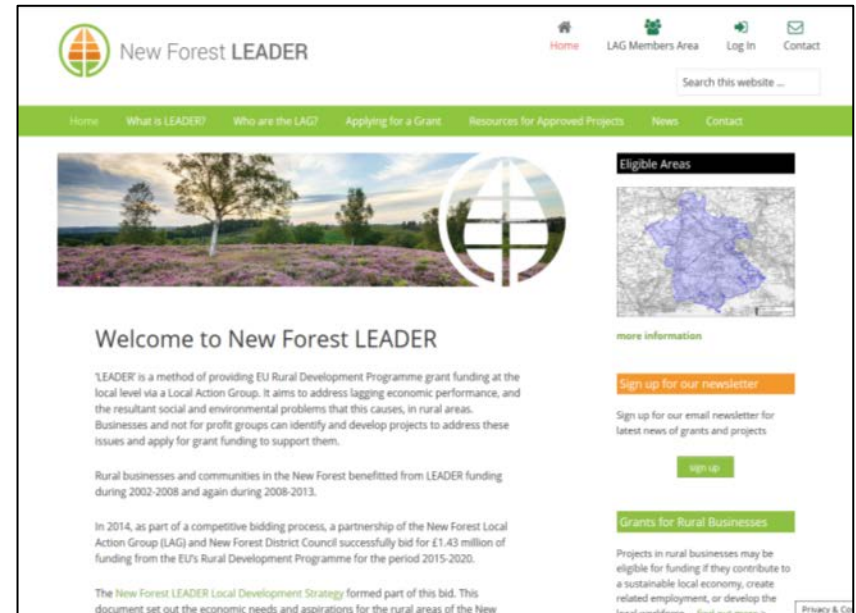 New Forest LEADER
Home
LAG Members Area
Log In
Contact
Search this website ...
Home
What is LEADER?
Who are the LAG?
Applying for a Grant
Resources for Approved Projects
News
Contact
Welcome to New Forest LEADER
'LEADER' is a method of providing EU Rural Development Programme grant funding at the
local level via a Local Action Group. It aims to address lagging economic performance, and
the resultant social and environmental problems that this causes, in rural areas.
Businesses and not for profit groups can identify and develop projects to address these
issues and apply for grant funding to support them.
Rural businesses and communities in the New Forest benefitted from LEADER funding
during 2002-2008 and again during 2008-2013.
In 2014, as part of a competitive bidding process, a partnership of the New Forest Local
Action Group (LAG) and New Forest District Council successfully bid for £1.43 million of
funding from the EU's Rural Development Programme for the period 2015-2020.
The New Forest LEADER Local Development Strategy formed part of this bid. This
document set out the economic needs and aspirations for the rural areas of the New
Eligible Areas
more information
Sign up for our newsletter
Sign up for our email newsletter for
latest news of grants and projects
sign up
Grants for Rural Businesses
Projects in rural businesses may be
eligible for funding if they contribute to
a sustainable local economy, create
related employment, or develop the
Privacy & Co